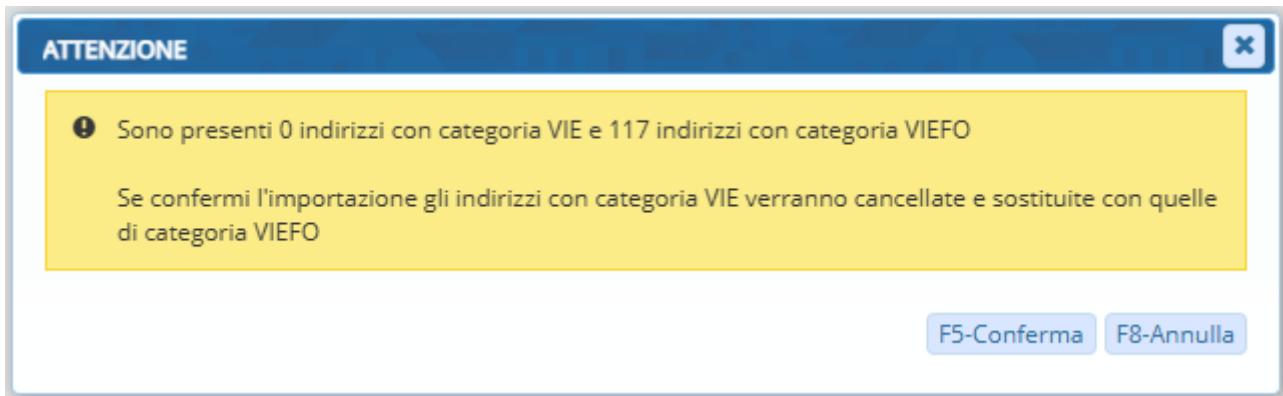 ATTENZIONE
Sono presenti 0 indirizzi con categoria VIE e 117 indirizzi con categoria VIEFO
Se confermi l'importazione gli indirizzi con categoria VIE verranno cancellate e sostituite con quelle
di categoria VIEFO
F5-Conferma F8-Annulla